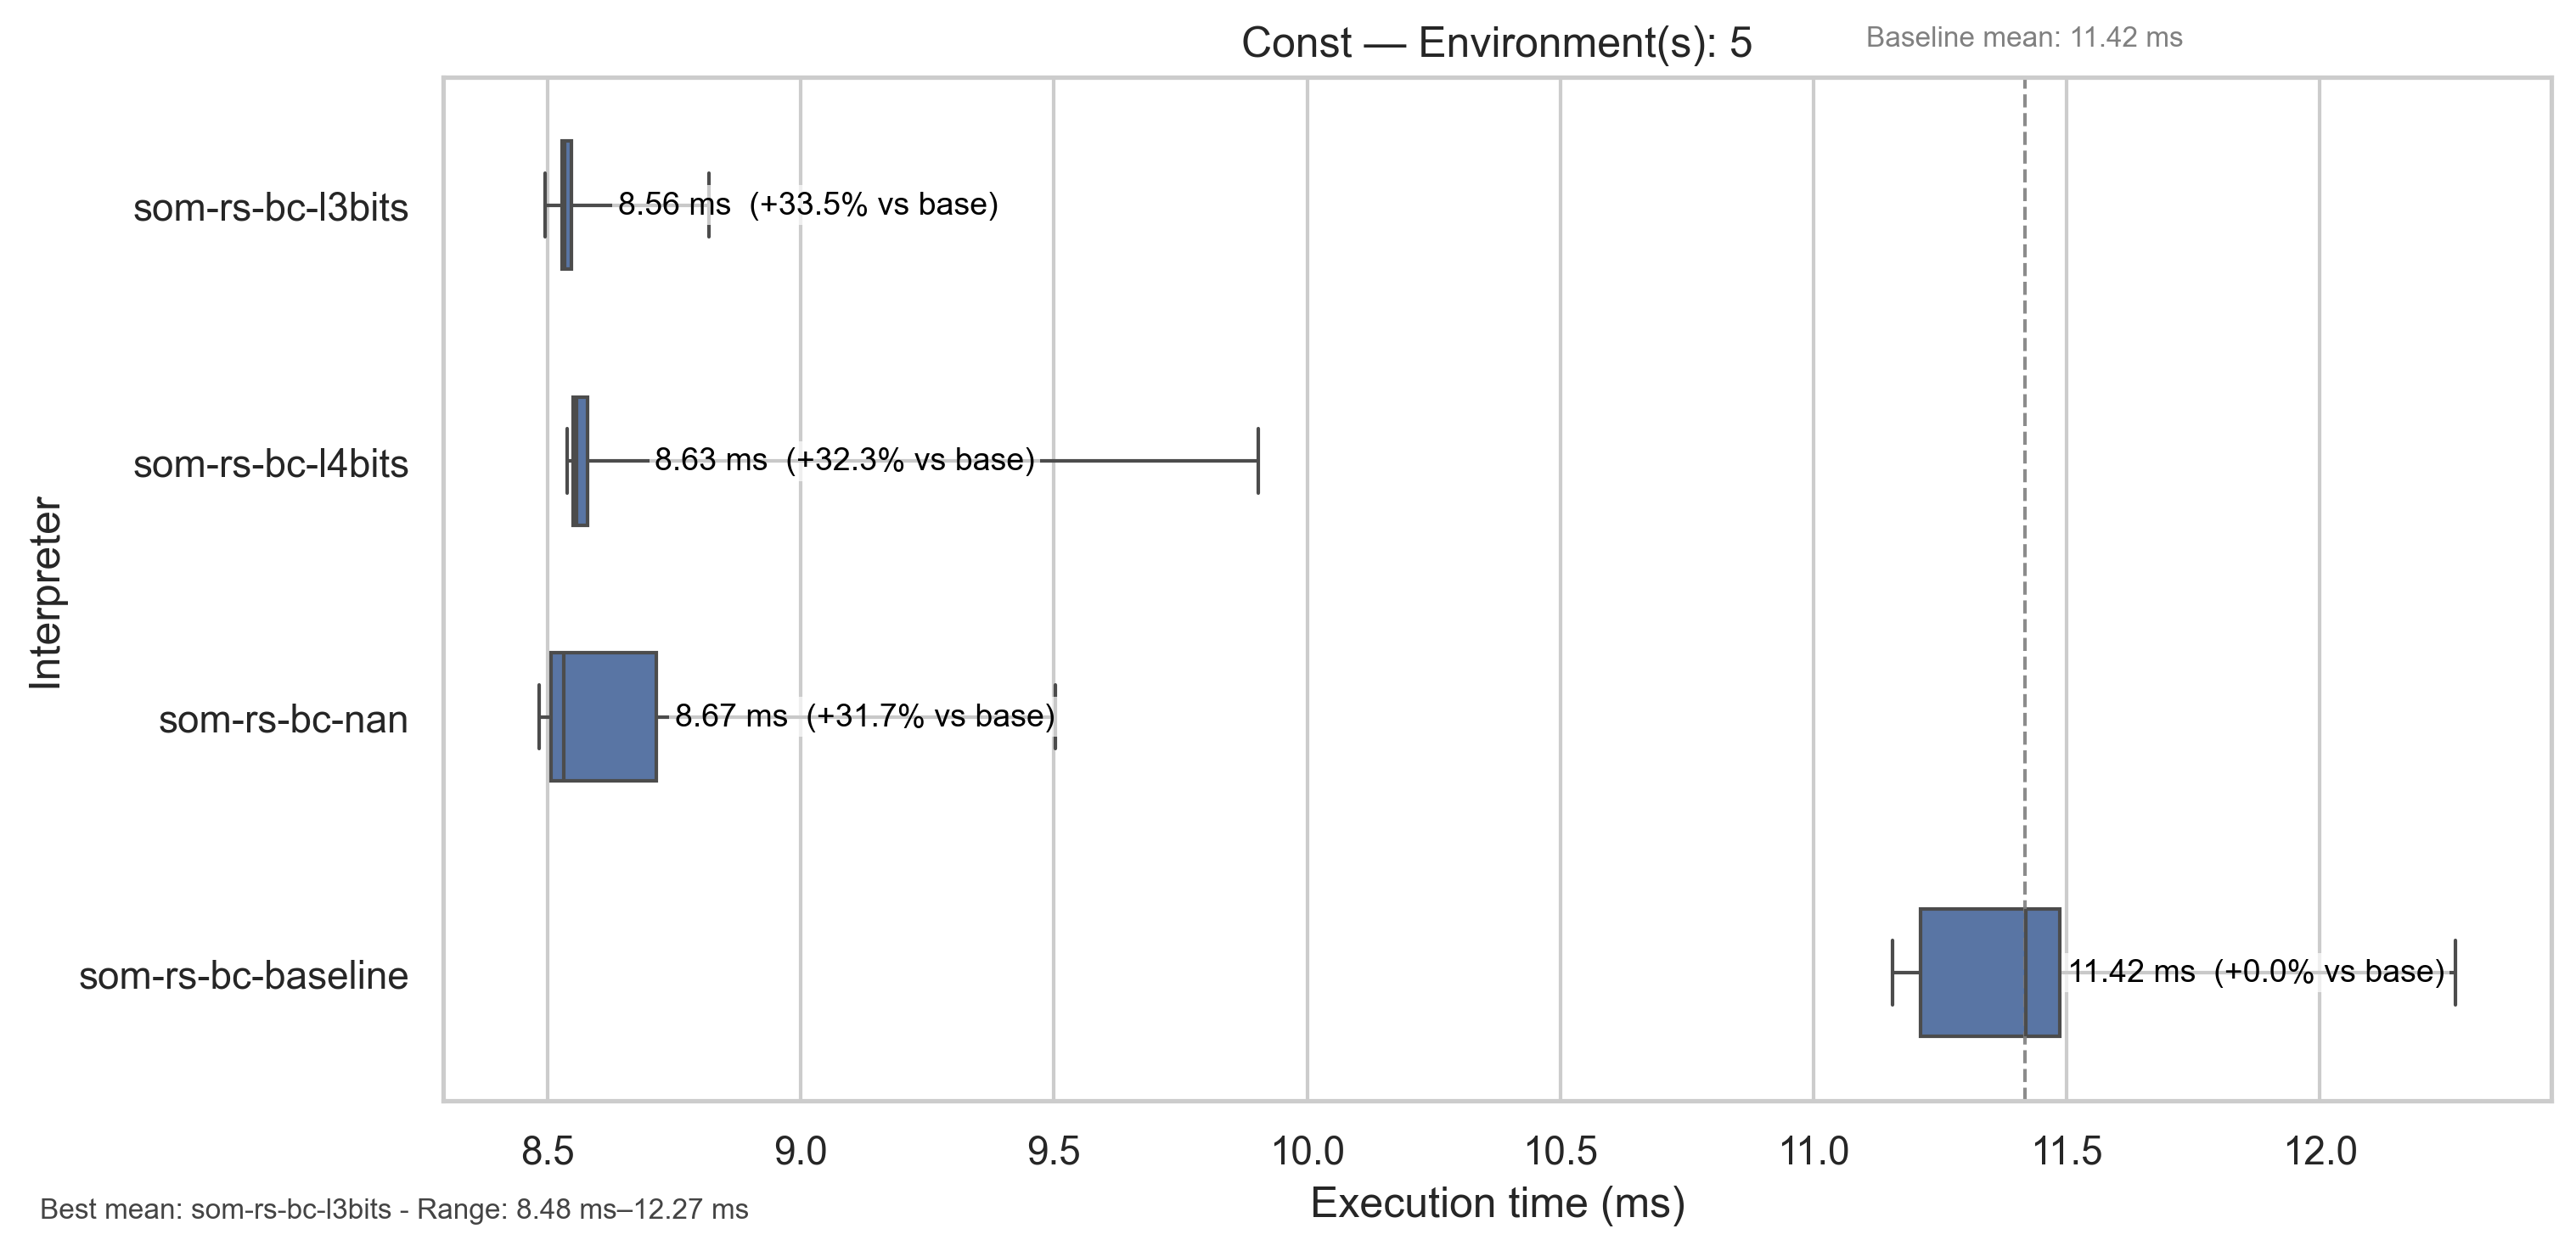 Const — Environment(s): 5
Baseline mean: 11.42 ms
Interpreter
som-rs-bc-l3bits
8.56 ms (+33.5% vs base)
som-rs-bc-l4bits
8.63 ms (+32.3% vs base)
som-rs-bc-nan
8.67 ms (+31.7% vs base)
som-rs-bc-baseline
11.42 ms (+0.0% vs base)
8.5 9.0 9.5 10.0 10.5 11.0 11.5 12.0
Execution time (ms)
Best mean: som-rs-bc-l3bits - Range: 8.48 ms–12.27 ms